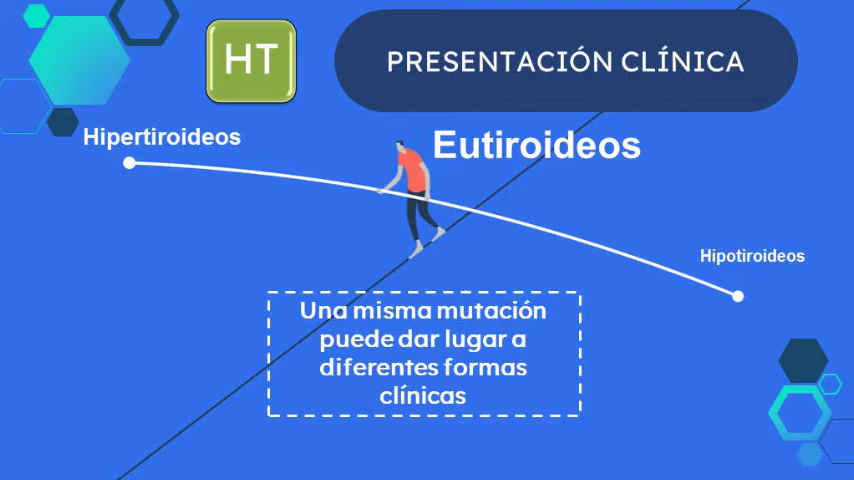 HT
PRESENTACIÓN CLÍNICA
Hipertiroideos
Eutiroideos
Hipotiroideos
Una misma mutación
puede dar lugar a
diferentes formas
clínicas